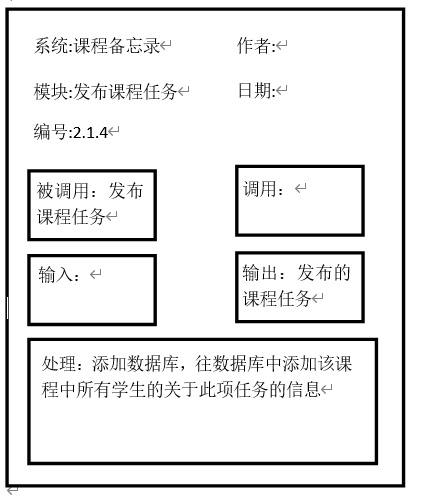 系统:课程备忘录
作者:
模块:发布课程任务
日期:
编号:2.1.4
被调用：发布
课程任务
调用：
输入：
输出：发布的
课程任务
处理：添加数据库，往数据库中添加该课
程中所有学生的关于此项任务的信息